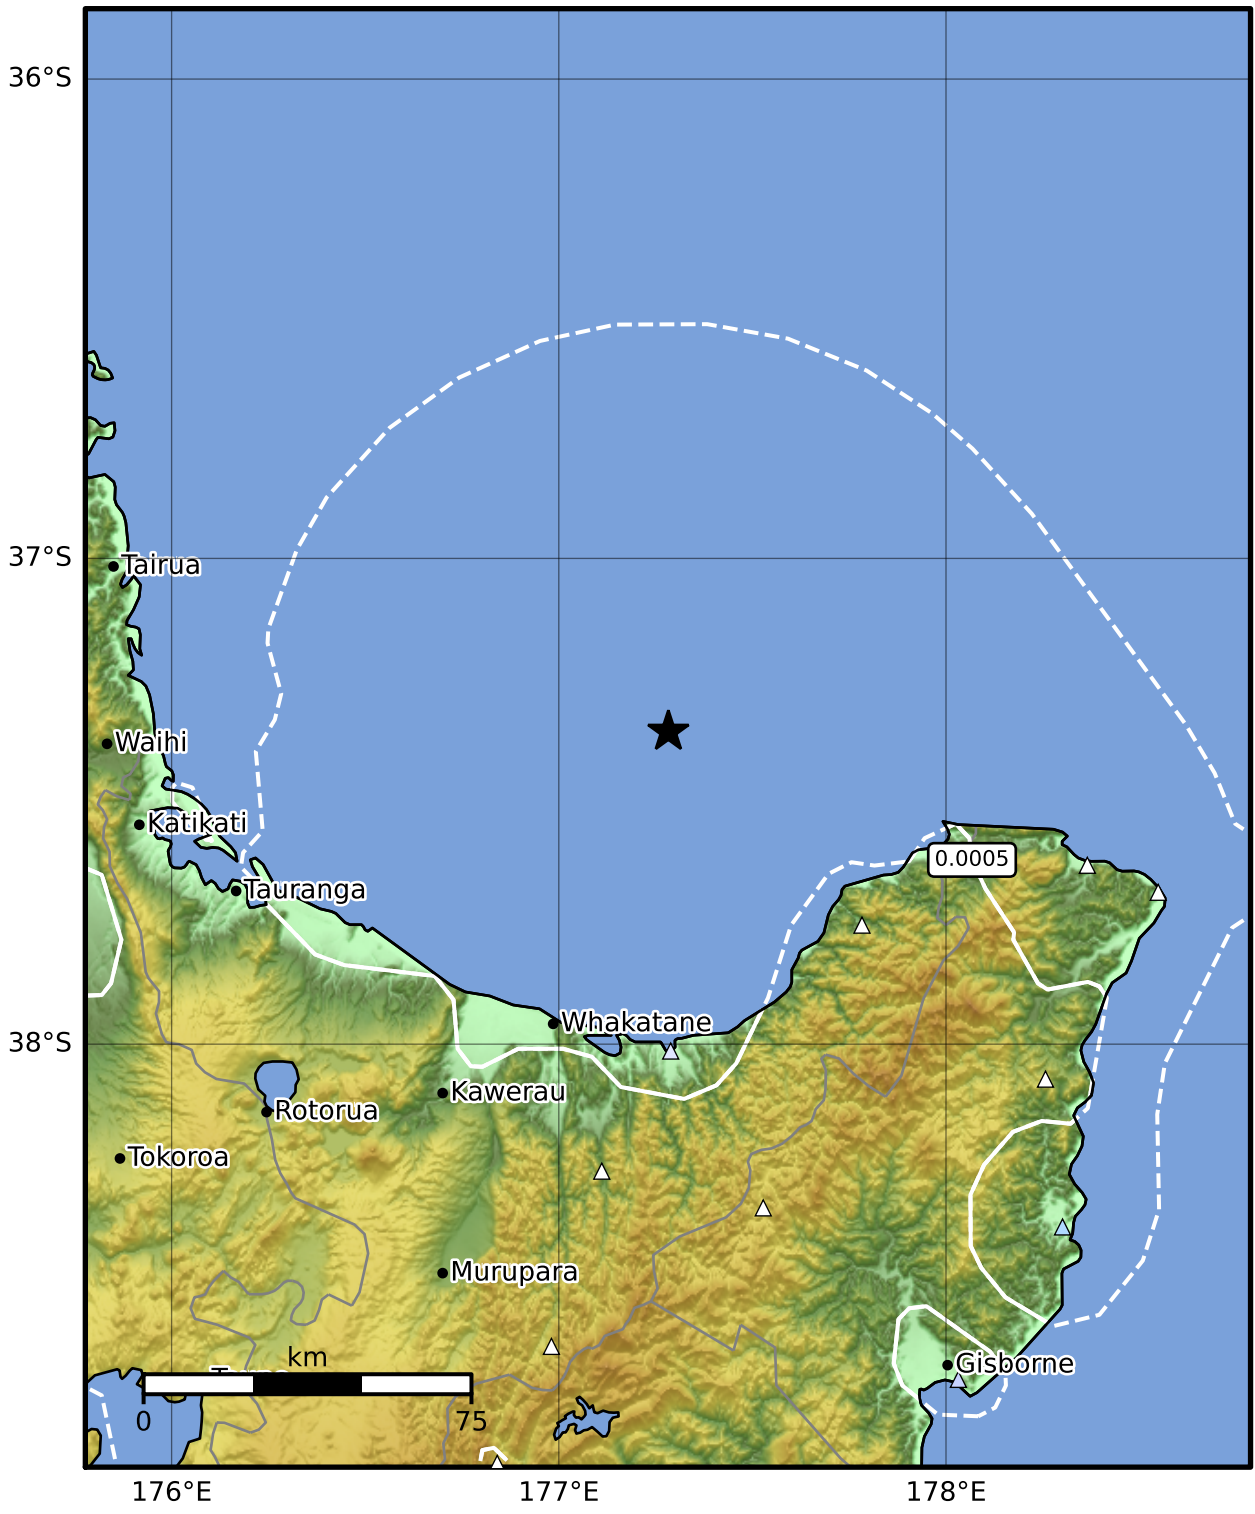 36°S
37°S
Tairua
Waihi
Katikati
0.0005
Tauranga
Whakatane
38°S
Kawerau
Rotorua
Tokoroa
Murupara
km
Gisborne
0
75
176°E
177°E
178°E